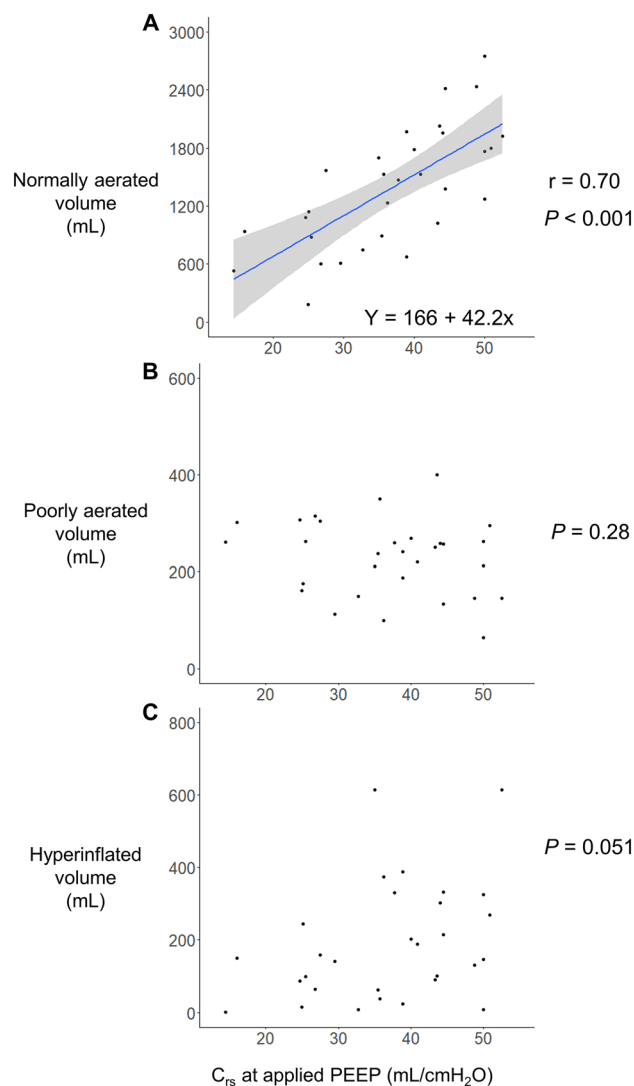 A
3000
2400
1800
1200
600
0
Normally aerated
volume
(mL)
r = 0.70
P < 0.001
Y = 166 + 42.2x
20
30
40
50
B
600
400
200
0
Poorly aerated
volume
(mL)
P = 0.28
20
30
40
50
C
800
600
400
200
0
Hyperinflated
volume
(mL)
P = 0.051
20
30
40
50
Crs at applied PEEP (mL/cmH2O)